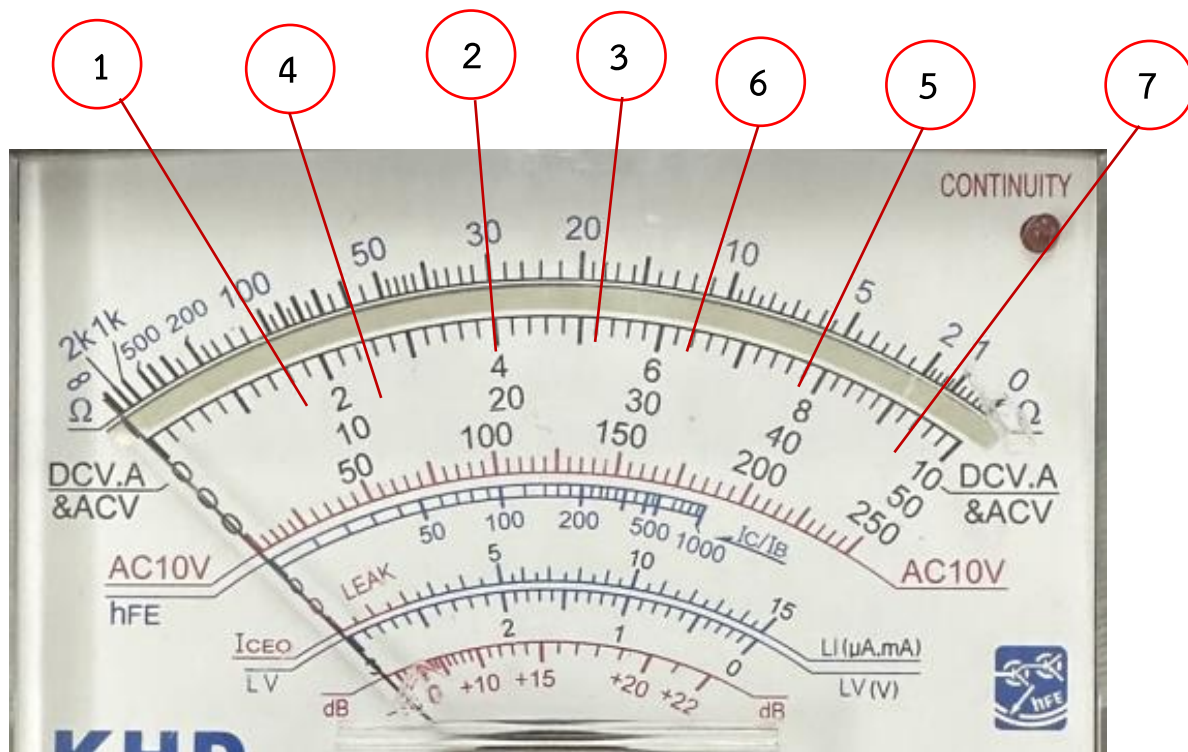 1 4 2 3 6 5 7
CONTINUITY
∞ 2k 1k 500 200 100 50 30 20 10 5 2 1 0
Ω Ω
2 4 6 8 10
10 20 30 40 50
50 100 150 200 250
DCV.A DCV.A
&ACV &ACV
AC10V AC10V
hFE 50 100 200 500 1000 IC/IB
LEAK
5 10 15
ICEO LI(µA.mA)
LV LV(V)
2 1 0
dB 0 +10 +15 +20 +22 dB
hFE